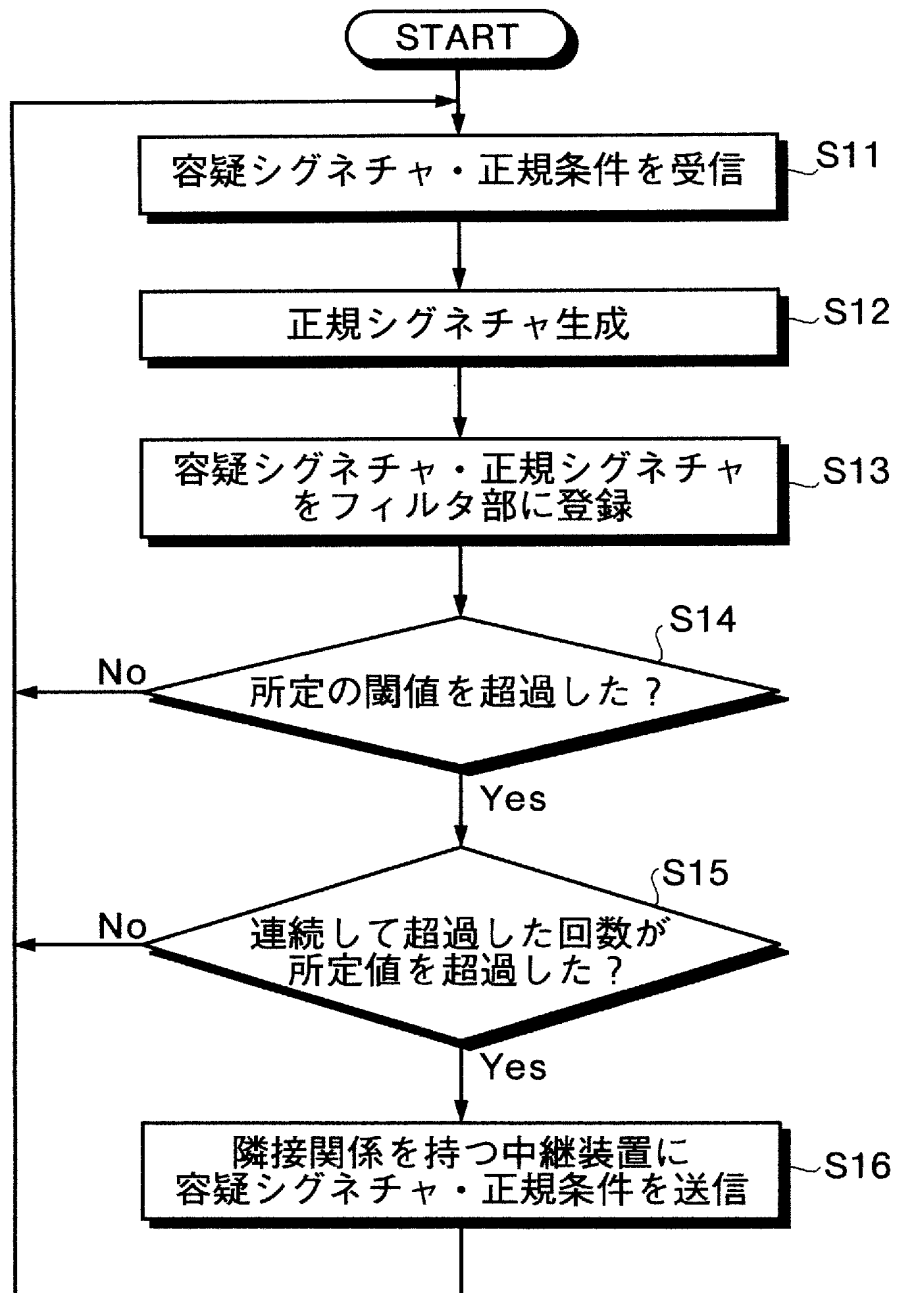 START
容疑シグネチャ・正規条件を受信
S11
正規シグネチャ生成
S12
容疑シグネチャ・正規シグネチャ
をフィルタ部に登録
S13
S14
所定の閾値を超過した?
No
Yes
S15
連続して超過した回数が
所定値を超過した?
No
Yes
隣接関係を持つ中継装置に
容疑シグネチャ・正規条件を送信
S16